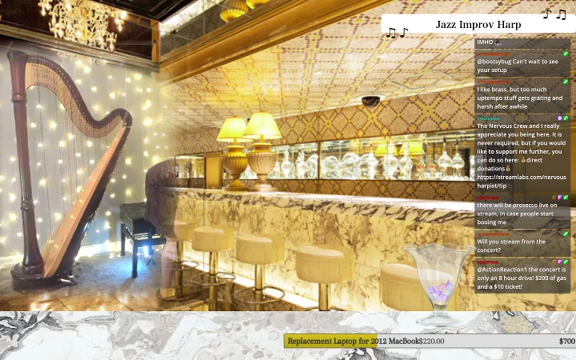 Jazz Improv Harp
IMHO
@bootsybug Can't wait to see
your setup
I like brass, but too much
uptempo stuff gets grating and
harsh after awhile
The Nervous Crew and I really
appreciate you being here. It is
never required, but if you would
like to support me further, you
can do so here: direct
donations
https://streamlabs.com/nervous
harpist/tip
there will be prosecco live on
stream, in case people start
booing me
Will you stream from the
concert?
@ActionReaction1 the concert is
only an 8 hour drive! $200 of gas
and a $10 ticket!
Replacement Laptop for 2012 MacBook $220.00 $700